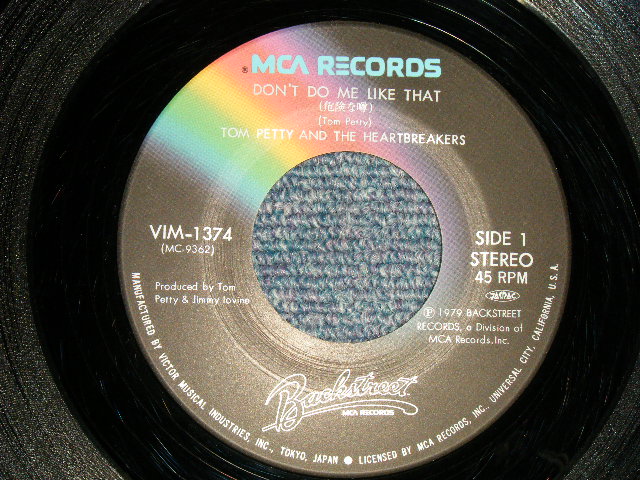 MCA RECORDS
DON'T DO ME LIKE THAT
(危険な噂)
(Tom Petty)
TOM PETTY AND THE HEARTBREAKERS
VIM-1374
(MC-9362)
SIDE 1
STEREO
45 RPM
Produced by Tom
Petty & Jimmy Iovine
℗ 1979 BACKSTREET
RECORDS, a Division of
MCA Records, Inc.
Backstreet
MCA RECORDS
MANUFACTURED BY VICTOR MUSICAL INDUSTRIES, INC., TOKYO, JAPAN ● LICENSED BY MCA RECORDS, INC. UNIVERSAL CITY, CALIFORNIA, U.S.A.